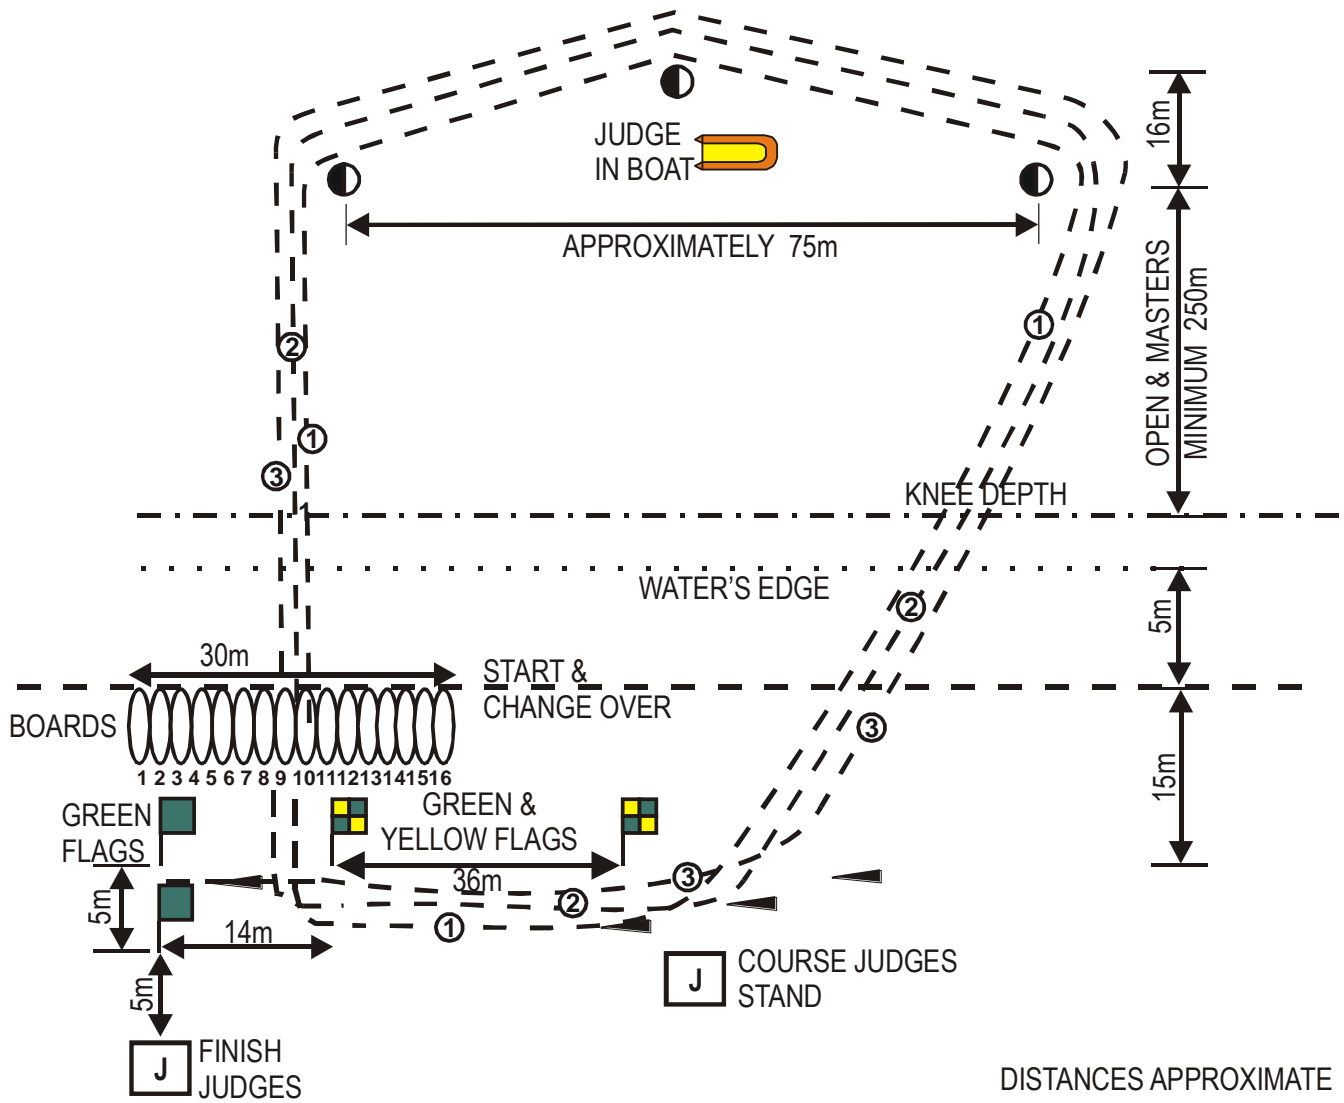 JUDGE
IN BOAT
16m
APPROXIMATELY 75m
OPEN & MASTERS
MINIMUM 250m
1
2
1
3
KNEE DEPTH
1
WATER'S EDGE
2
5m
30m
START &
CHANGE OVER
BOARDS
3
1 2 3 4 5 6 7 8 9 10 11 12 13 14 15 16
15m
GREEN
FLAGS
GREEN &
YELLOW FLAGS
36m
3
2
1
5m
14m
5m
J
COURSE JUDGES
STAND
J
FINISH
JUDGES
DISTANCES APPROXIMATE